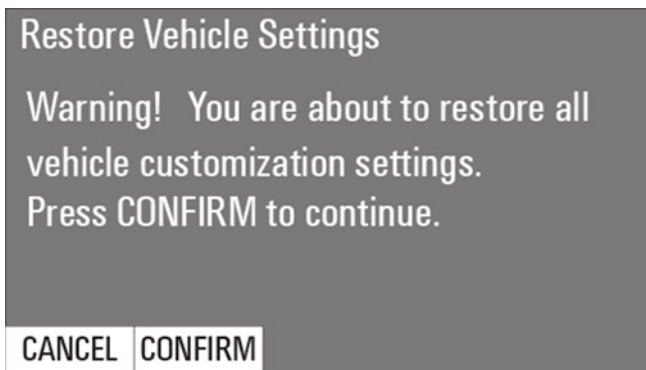 Restore Vehicle Settings
Warning! You are about to restore all
vehicle customization settings.
Press CONFIRM to continue.
CANCEL CONFIRM